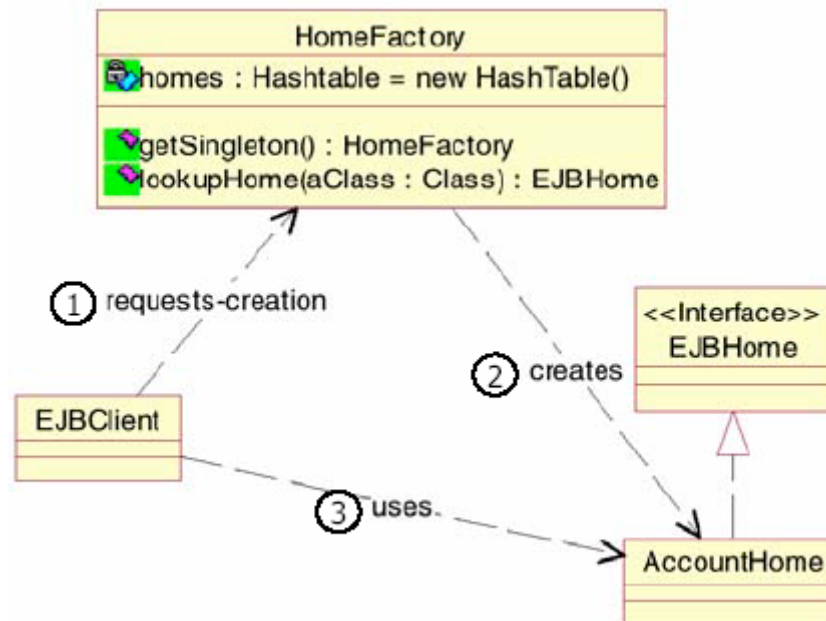 HomeFactory
homes : Hashtable = new HashTable()
getSingleton() : HomeFactory
lookupHome(aClass : Class) : EJBHome
1 requests-creation
<<Interface>>
EJBHome
2 creates
EJBClient
3 uses
AccountHome